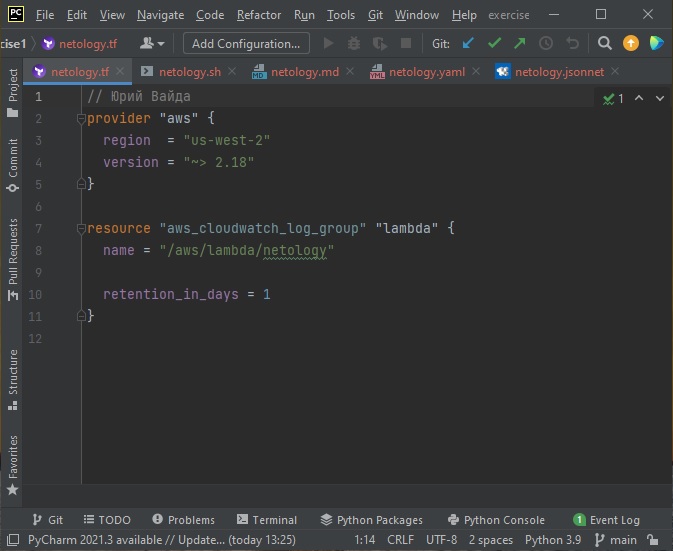 PC File Edit View Navigate Code Refactor Run Tools Git Window Help exercise
cise1 netology.tf Add Configuration... Git:
netology.tf netology.sh netology.md netology.yaml netology.jsonnet
Project
Commit
Pull Requests
Structure
Favorites
1 // Юрий Вайда
2 provider "aws" {
3 region = "us-west-2"
4 version = "~> 2.18"
5 }
6
7 resource "aws_cloudwatch_log_group" "lambda" {
8 name = "/aws/lambda/netology"
9
10 retention_in_days = 1
11 }
12
1
Git TODO Problems Terminal Python Packages Python Console 1 Event Log
PyCharm 2021.3 available // Update... (today 13:25) 1:14 CRLF UTF-8 2 spaces Python 3.9 main